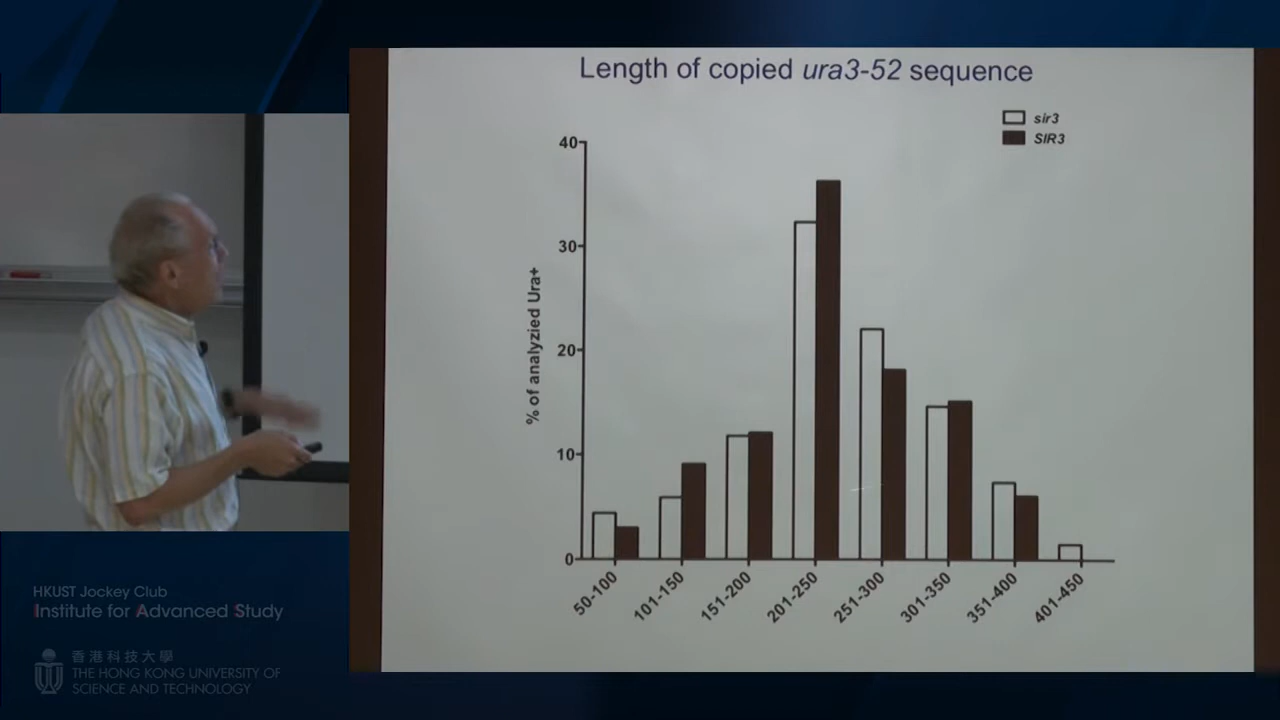 Length of copied ura3-52 sequence
sir3
SIR3
% of analyzied Ura+
40
30
20
10
0
50-100
101-150
151-200
201-250
251-300
301-350
351-400
401-450
HKUST Jockey Club
Institute for Advanced Study
香港科技大學
THE HONG KONG UNIVERSITY OF
SCIENCE AND TECHNOLOGY